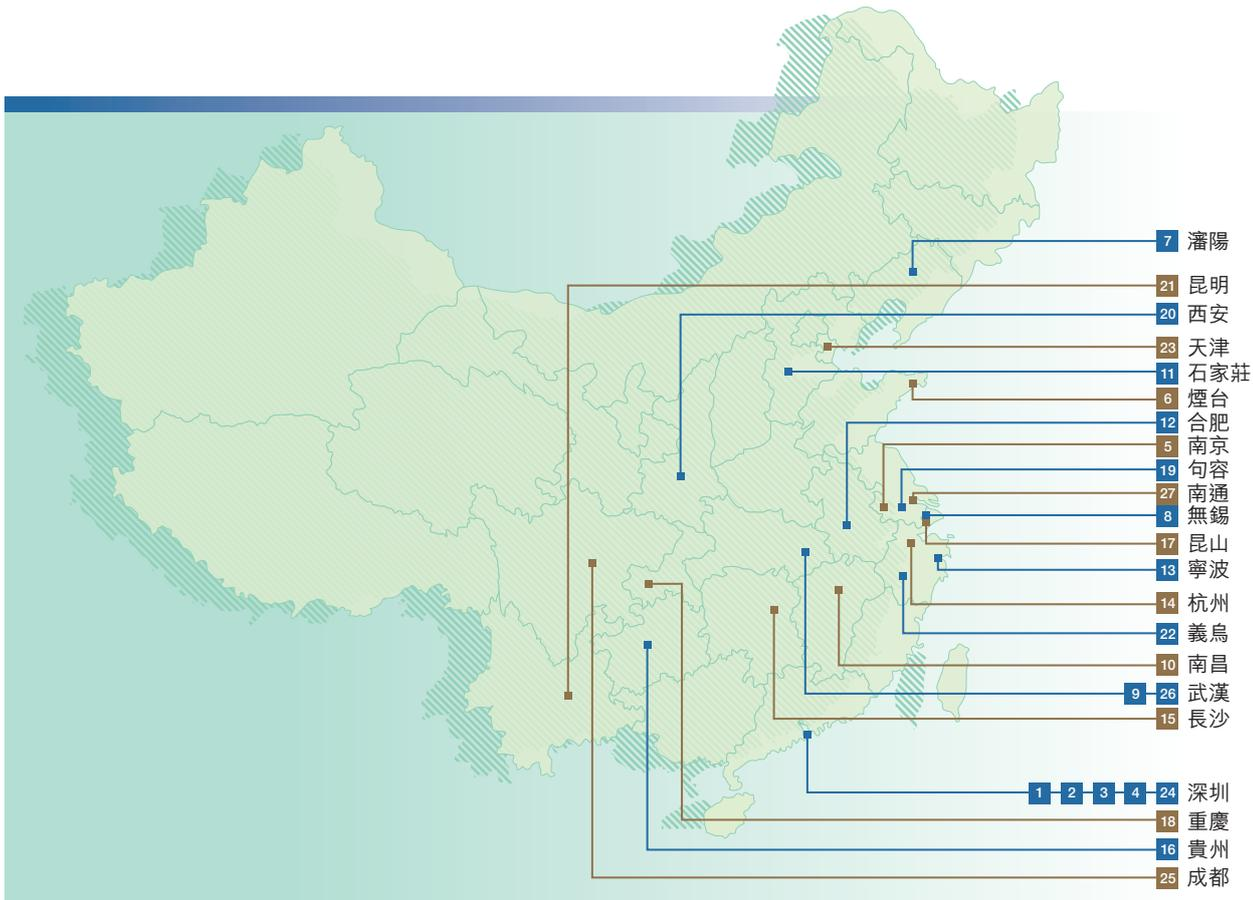 7 瀋陽
21 昆明
20 西安
23 天津
11 石家莊
6 煙台
12 合肥
5 南京
19 句容
27 南通
8 無錫
17 昆山
13 寧波
14 杭州
22 義烏
10 南昌
9 26 武漢
15 長沙
1 2 3 4 24 深圳
18 重慶
16 貴州
25 成都